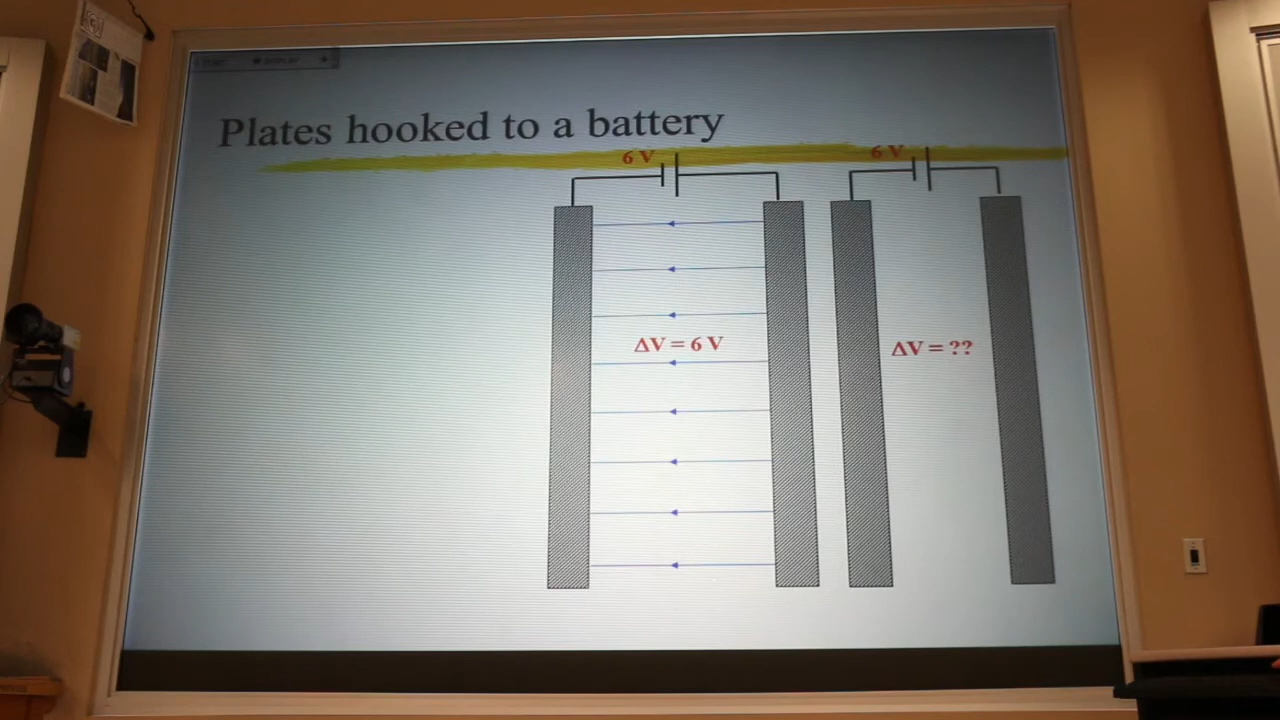 Plates hooked to a battery
6 V
6 V
ΔV = 6 V
ΔV = ??